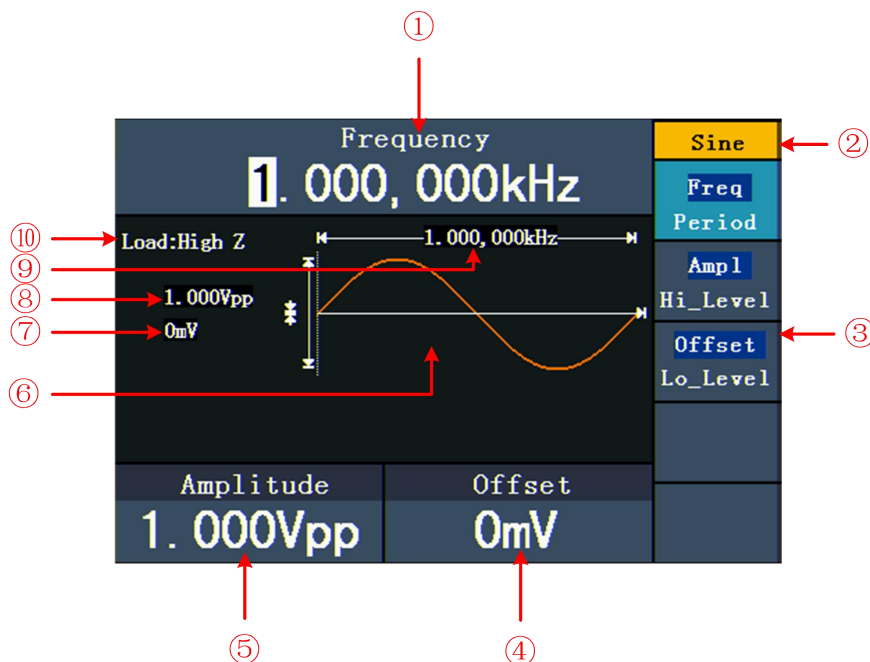 ①
Frequency
1.000,000kHz
Sine
②
Freq
Period
⑩
Load:High Z
1.000,000kHz
⑨
Ampl
Hi_Level
⑧
1.000Vpp
⑦
0mV
Offset
Lo_Level
③
⑥
Amplitude
1.000Vpp
Offset
0mV
⑤
④